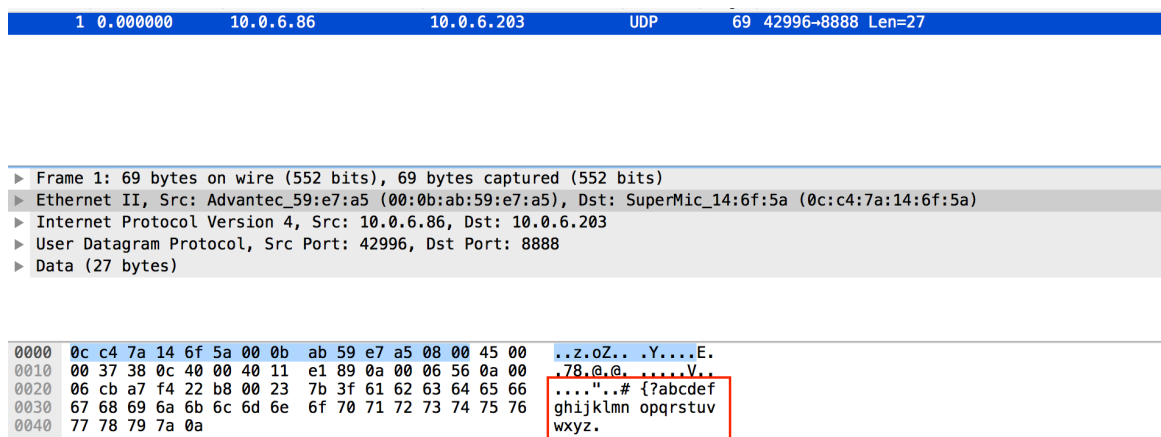 1 0.000000 10.0.6.86 10.0.6.203 UDP 69 42996→8888 Len=27
▶ Frame 1: 69 bytes on wire (552 bits), 69 bytes captured (552 bits)
▶ Ethernet II, Src: Advantec_59:e7:a5 (00:0b:ab:59:e7:a5), Dst: SuperMic_14:6f:5a (0c:c4:7a:14:6f:5a)
▶ Internet Protocol Version 4, Src: 10.0.6.86, Dst: 10.0.6.203
▶ User Datagram Protocol, Src Port: 42996, Dst Port: 8888
▶ Data (27 bytes)
0000 0c c4 7a 14 6f 5a 00 0b ab 59 e7 a5 08 00 45 00 ..z.oZ.. .Y....E.
0010 00 37 38 0c 40 00 40 11 e1 89 0a 00 06 56 0a 00 .78.@.@. .....V..
0020 06 cb a7 f4 22 b8 00 23 7b 3f 61 62 63 64 65 66 ...."..# {?abcdef
0030 67 68 69 6a 6b 6c 6d 6e 6f 70 71 72 73 74 75 76 ghijklmn opqrstuv
0040 77 78 79 7a 0a wxyz.